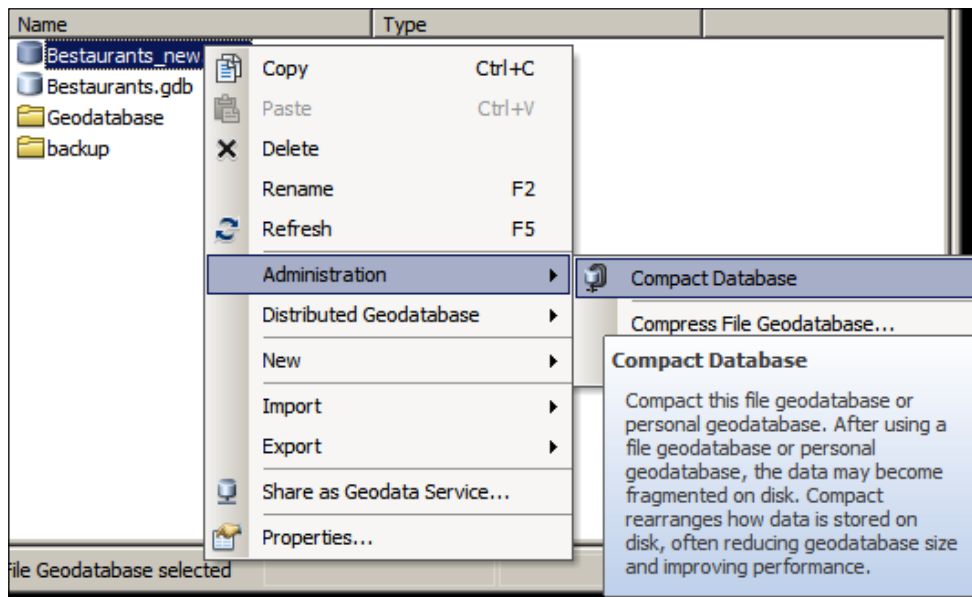 Name Type
Bestaurants_new
Bestaurants.gdb
Geodatabase
backup
Copy Ctrl+C
Paste Ctrl+V
Delete
Rename F2
Refresh F5
Administration
Distributed Geodatabase
New
Import
Export
Share as Geodata Service...
Properties...
Compact Database
Compress File Geodatabase...
Compact Database
Compact this file geodatabase or
personal geodatabase. After using a
file geodatabase or personal
geodatabase, the data may become
fragmented on disk. Compact
rearranges how data is stored on
disk, often reducing geodatabase size
and improving performance.
File Geodatabase selected